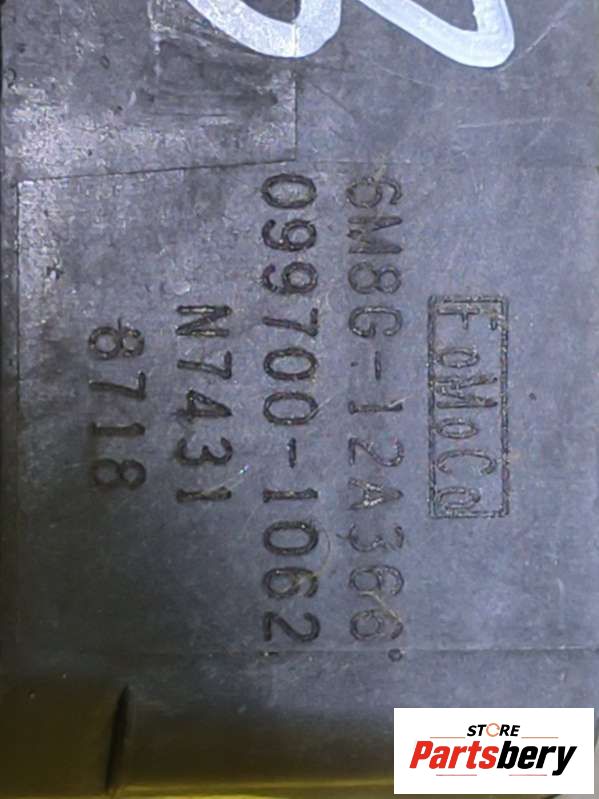 FoMoCo
6M8G-12A366
099700-1062
N7431
8718
STORE
Partsbery